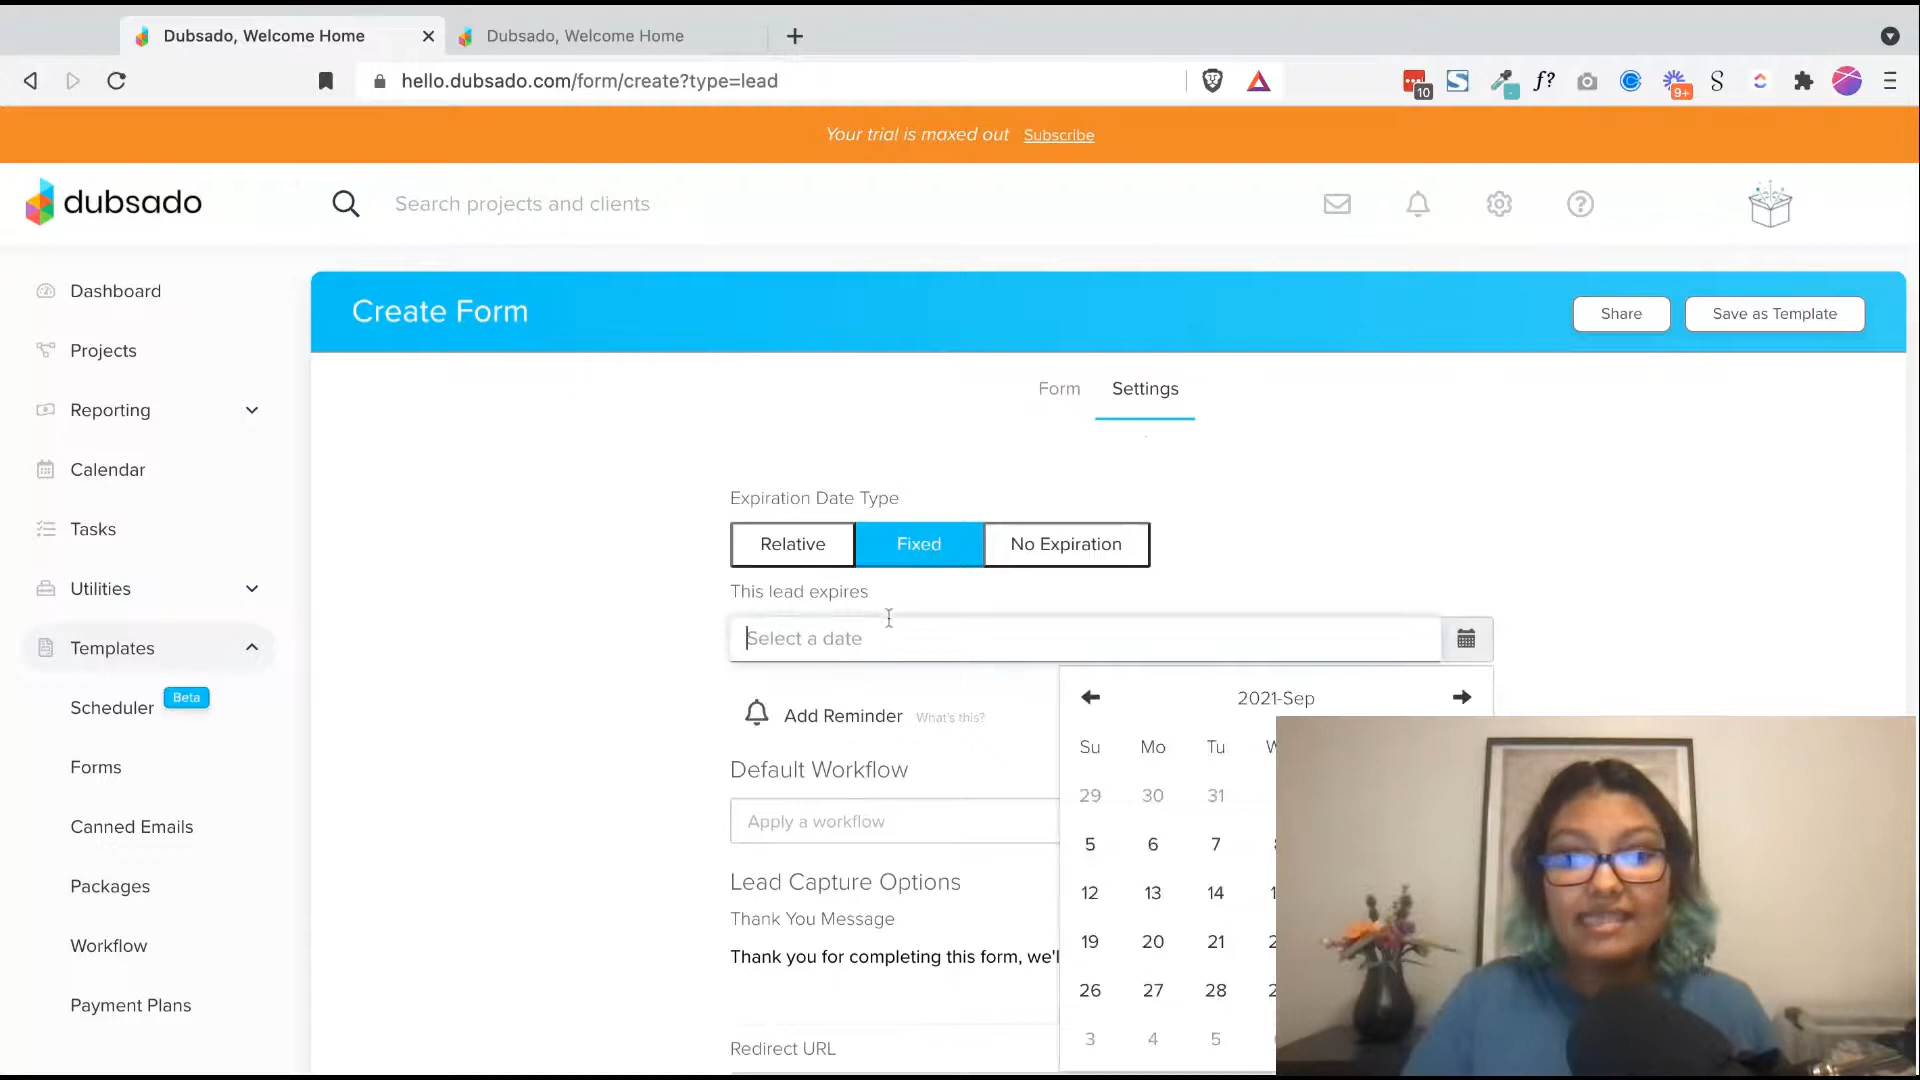 Dubsado, Welcome Home
Dubsado, Welcome Home
hello.dubsado.com/form/create?type=lead
10
f?
9+
Your trial is maxed out Subscribe
dubsado
Search projects and clients
Dashboard
Projects
Reporting
Calendar
Tasks
Utilities
Templates
Scheduler Beta
Forms
Canned Emails
Packages
Workflow
Payment Plans
Create Form
Share
Save as Template
Form Settings
Expiration Date Type
Relative Fixed No Expiration
This lead expires
Select a date
Add Reminder What's this?
Default Workflow
Apply a workflow
Lead Capture Options
Thank You Message
Thank you for completing this form, we'l
Redirect URL
2021-Sep
Su Mo Tu
29 30 31
5 6 7
12 13 14
19 20 21
26 27 28
3 4 5